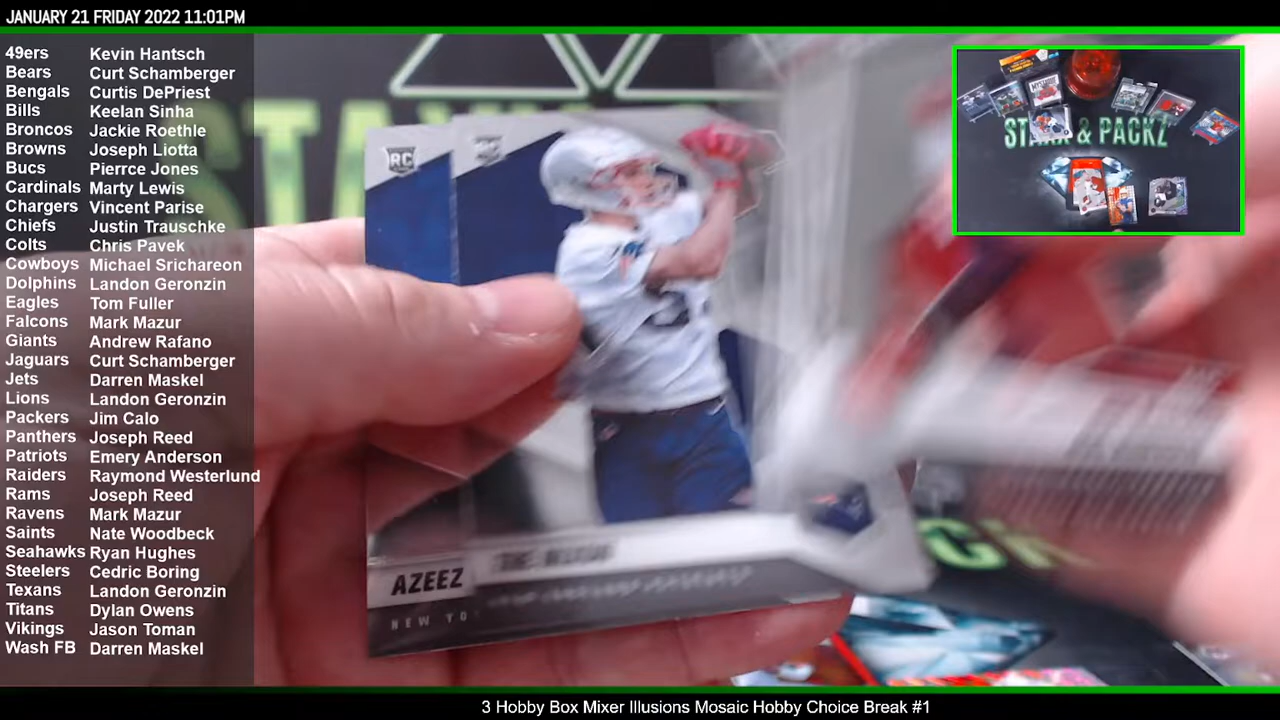 JANUARY 21 FRIDAY 2022 11:01PM
49ers Kevin Hantsch
Bears Curt Schamberger
Bengals Curtis DePriest
Bills Keelan Sinha
Broncos Jackie Roethle
Browns Joseph Liotta
Bucs Pierrce Jones
Cardinals Marty Lewis
Chargers Vincent Parise
Chiefs Justin Trauschke
Colts Chris Pavek
Cowboys Michael Srichareon
Dolphins Landon Geronzin
Eagles Tom Fuller
Falcons Mark Mazur
Giants Andrew Rafano
Jaguars Curt Schamberger
Jets Darren Maskel
Lions Landon Geronzin
Packers Jim Calo
Panthers Joseph Reed
Patriots Emery Anderson
Raiders Raymond Westerlund
Rams Joseph Reed
Ravens Mark Mazur
Saints Nate Woodbeck
Seahawks Ryan Hughes
Steelers Cedric Boring
Texans Landon Geronzin
Titans Dylan Owens
Vikings Jason Toman
Wash FB Darren Maskel
RC
RC
AZEEZ
NEW YO
& PACKZ
3 Hobby Box Mixer Illusions Mosaic Hobby Choice Break #1